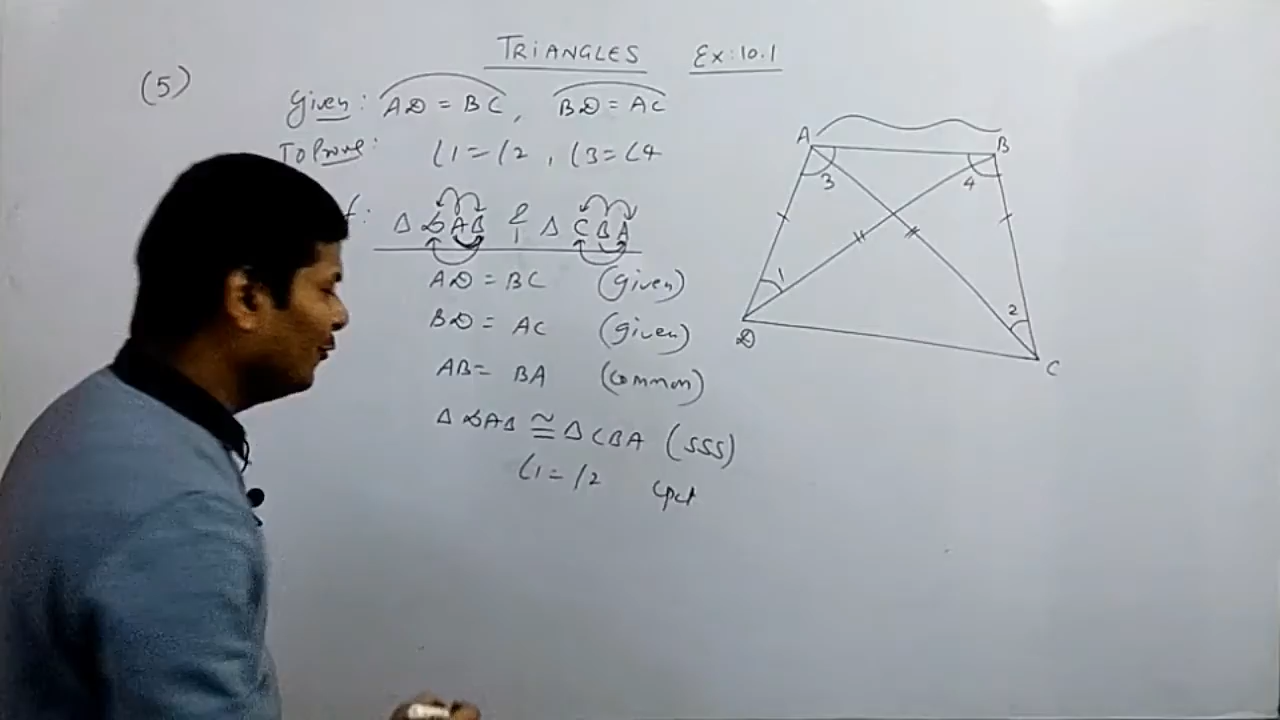 TRIANGLES Ex: 10.1
(5)
Given: AD = BC, BD = AC
To Prove: ∠1 = ∠2, ∠3 = ∠4
f: Δ DAB & Δ CBA
AD = BC (given)
BD = AC (given)
AB = BA (common)
Δ DAB ≅ Δ CBA (SSS)
∠1 = ∠2 cpct
A B
3 4
1
2
D
C